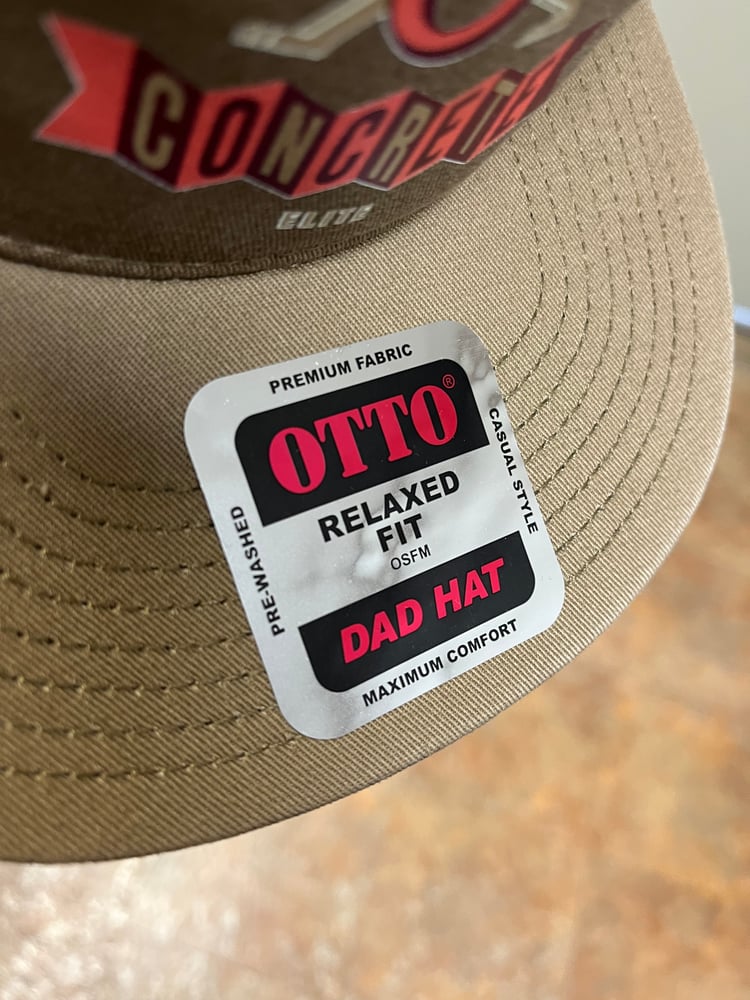 CONCRETE
ELITE
PREMIUM FABRIC
OTTO®
RELAXED
FIT
OSFM
DAD HAT
MAXIMUM COMFORT
PRE-WASHED
CASUAL STYLE